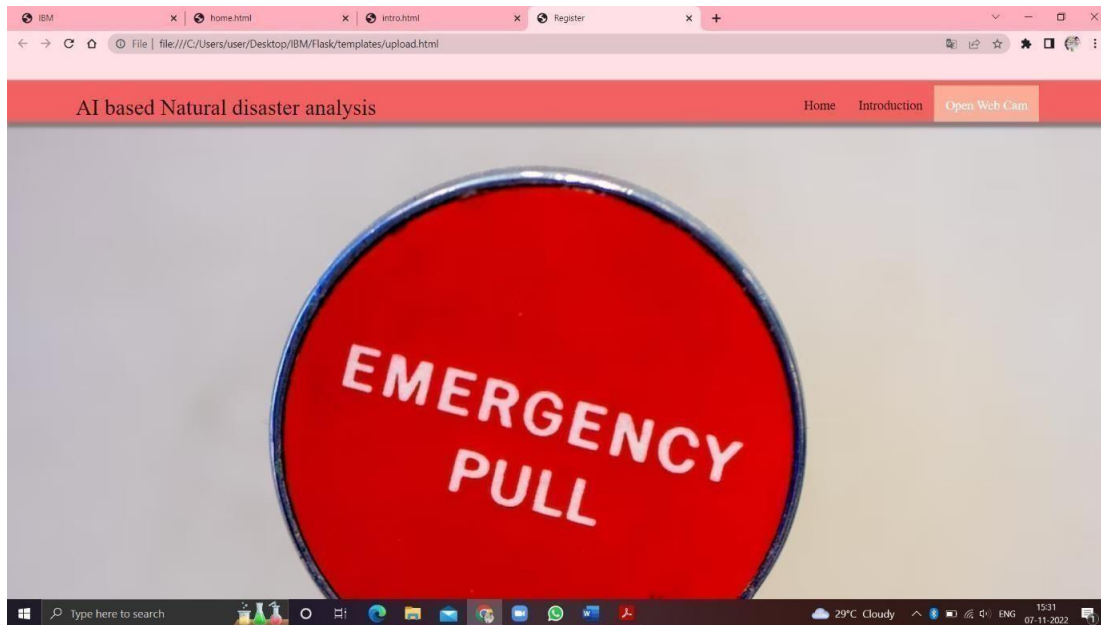 IBM
home.html
intro.html
Register
File | file:///C:/Users/user/Desktop/IBM/Flask/templates/upload.html
AI based Natural disaster analysis
Home Introduction Open Web Cam
EMERGENCY
PULL
Type here to search
29°C Cloudy
ENG
15:31
07-11-2022